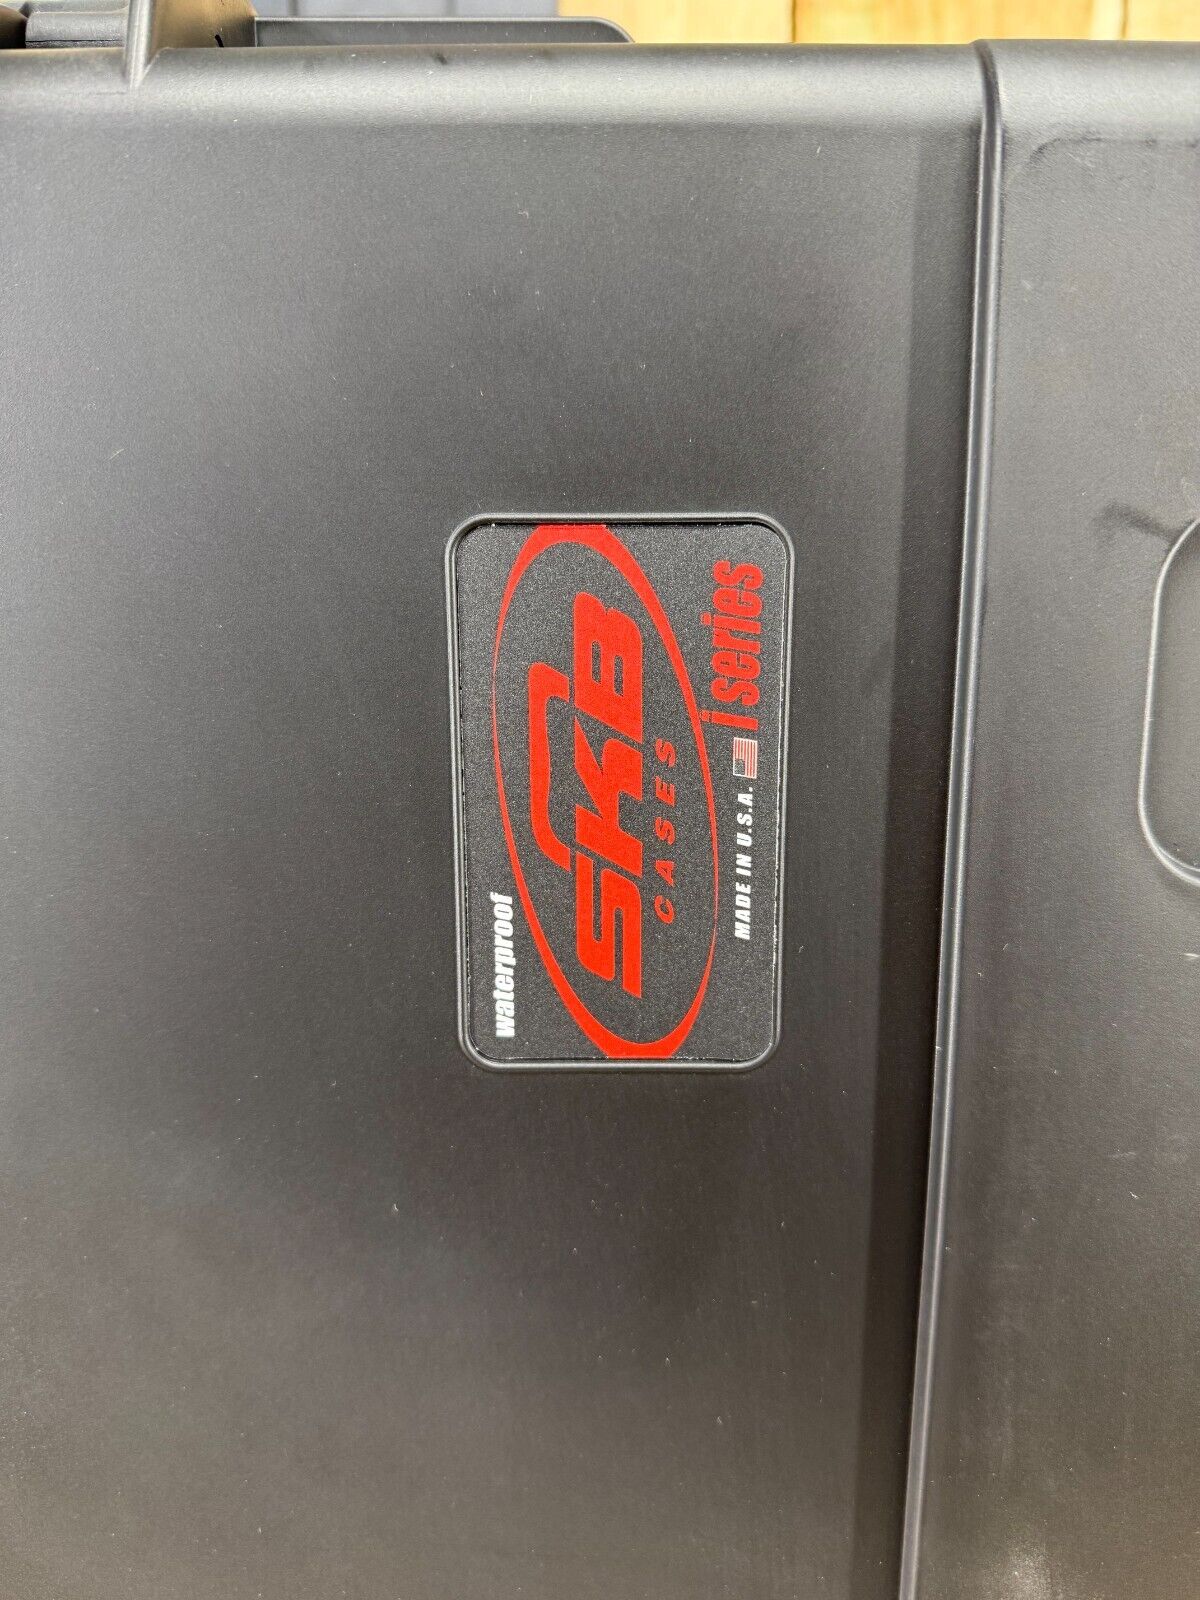 waterproof
SKB
CASES
MADE IN U.S.A. i series